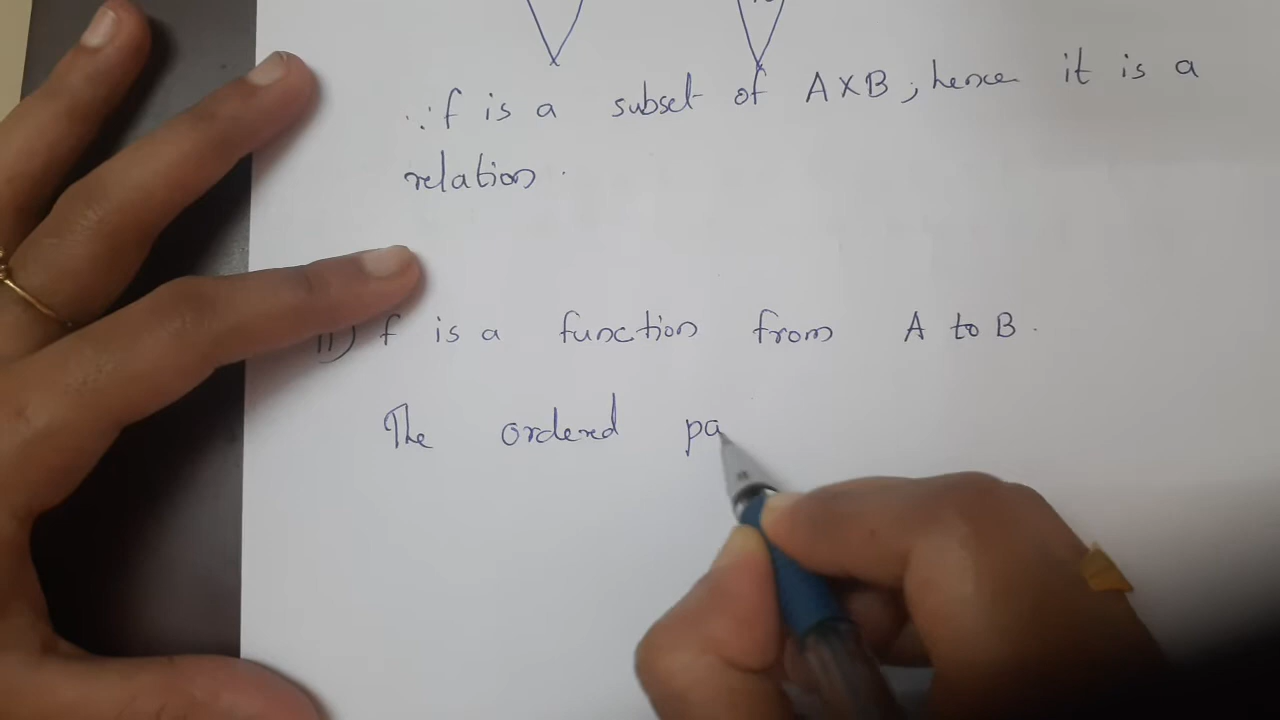 ∵ f is a subset of A×B; hence it is a
relation.
ii) f is a function from A to B.
The ordered pa